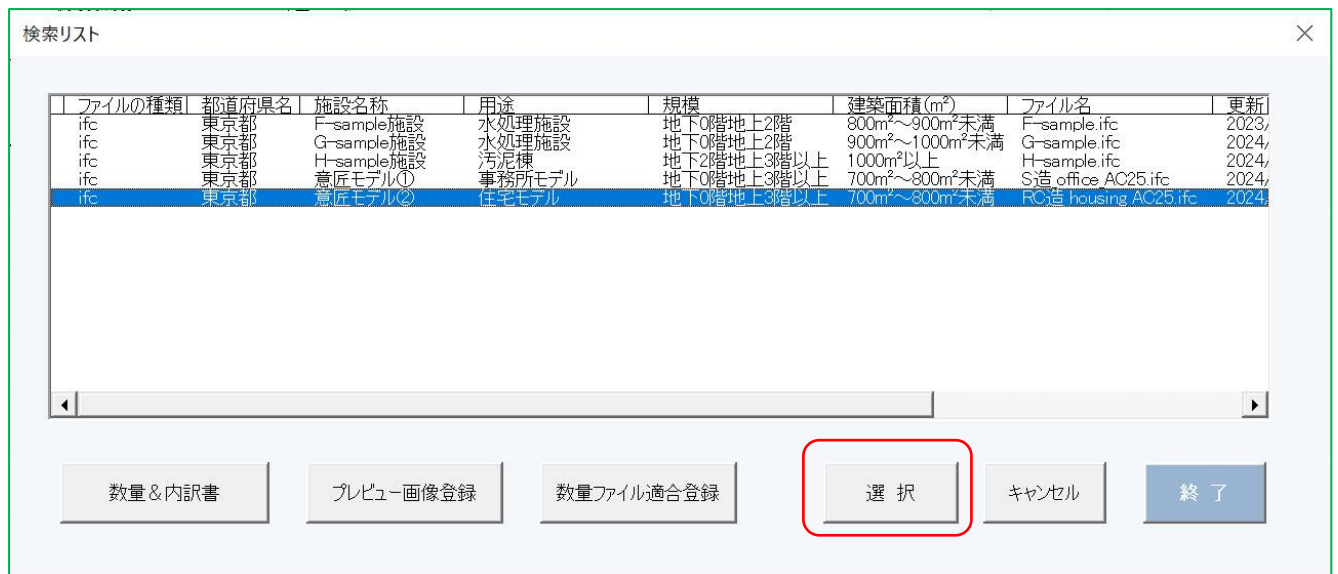 検索リスト
ファイルの種類 都道府県名 施設名称 用途 規模 建築面積(㎡) ファイル名 更新
ifc 東京都 F-sample施設 水処理施設 地下0階地上2階 800㎡～900㎡未満 F-sample.ifc 2023/
ifc 東京都 G-sample施設 水処理施設 地下0階地上2階 900㎡～1000㎡未満 G-sample.ifc 2024/
ifc 東京都 H-sample施設 汚泥棟 地下2階地上3階以上 1000㎡以上 H-sample.ifc 2024/
ifc 東京都 意匠モデル① 事務所モデル 地下0階地上3階以上 700㎡～800㎡未満 S造 office AC25.ifc 2024/
ifc 東京都 意匠モデル② 住宅モデル 地下0階地上3階以上 700㎡～800㎡未満 RC造 housing AC25.ifc 2024/
数量＆内訳書 プレビュー画像登録 数量ファイル適合登録 選 択 キャンセル 終 了